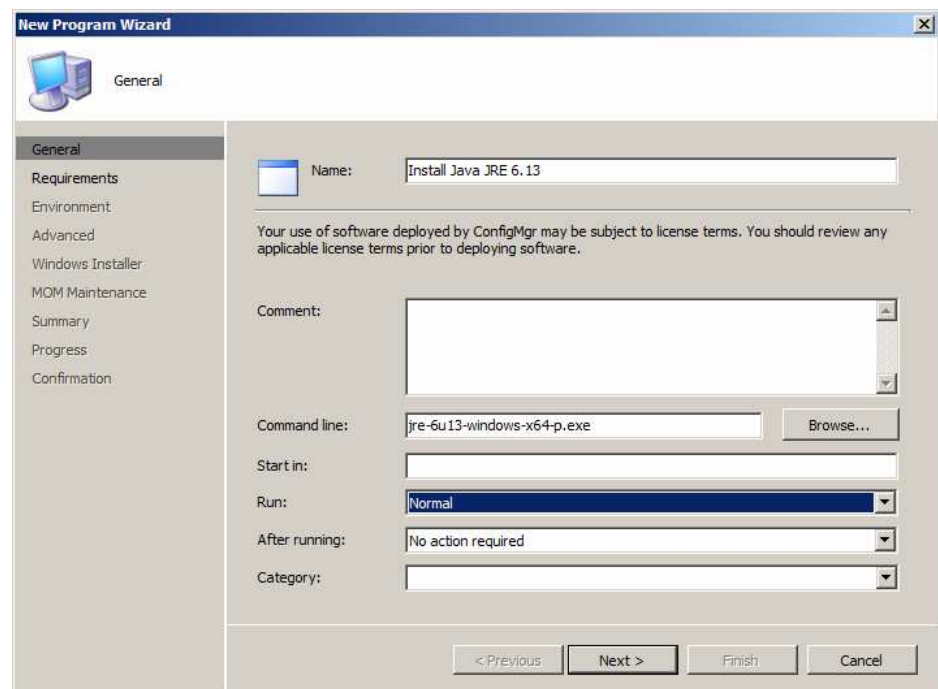 New Program Wizard
General
General
Requirements
Environment
Advanced
Windows Installer
MOM Maintenance
Summary
Progress
Confirmation
Name:
Install Java JRE 6.13
Your use of software deployed by ConfigMgr may be subject to license terms. You should review any
applicable license terms prior to deploying software.
Comment:
Command line:
jre-6u13-windows-x64-p.exe
Browse...
Start in:
Run:
Normal
After running:
No action required
Category:
< Previous
Next >
Finish
Cancel